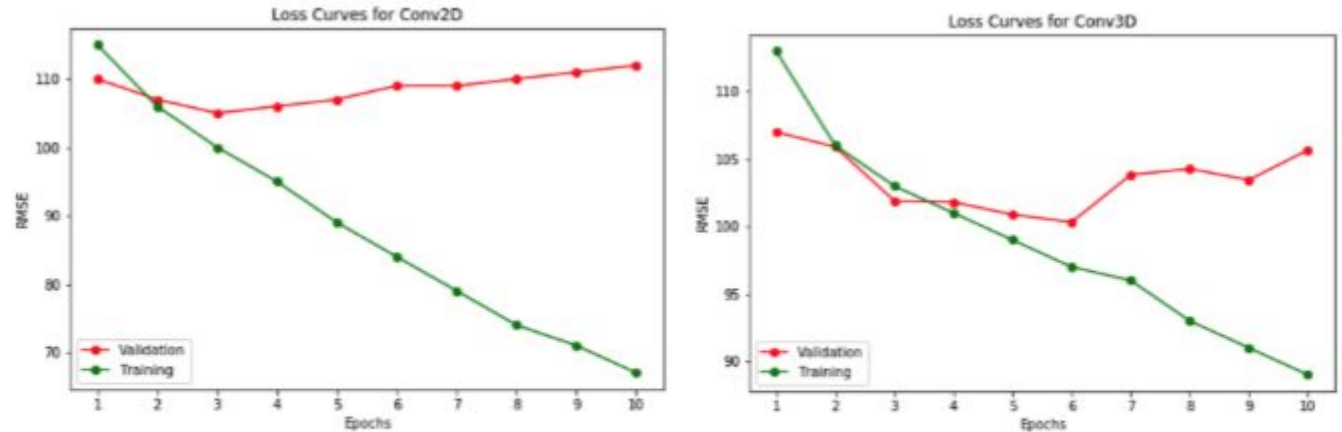 Loss Curves for Conv2D
110
100
90
80
70
RMSE
Validation
Training
1 2 3 4 5 6 7 8 9 10
Epochs
Loss Curves for Conv3D
110
105
100
95
90
RMSE
Validation
Training
1 2 3 4 5 6 7 8 9 10
Epochs